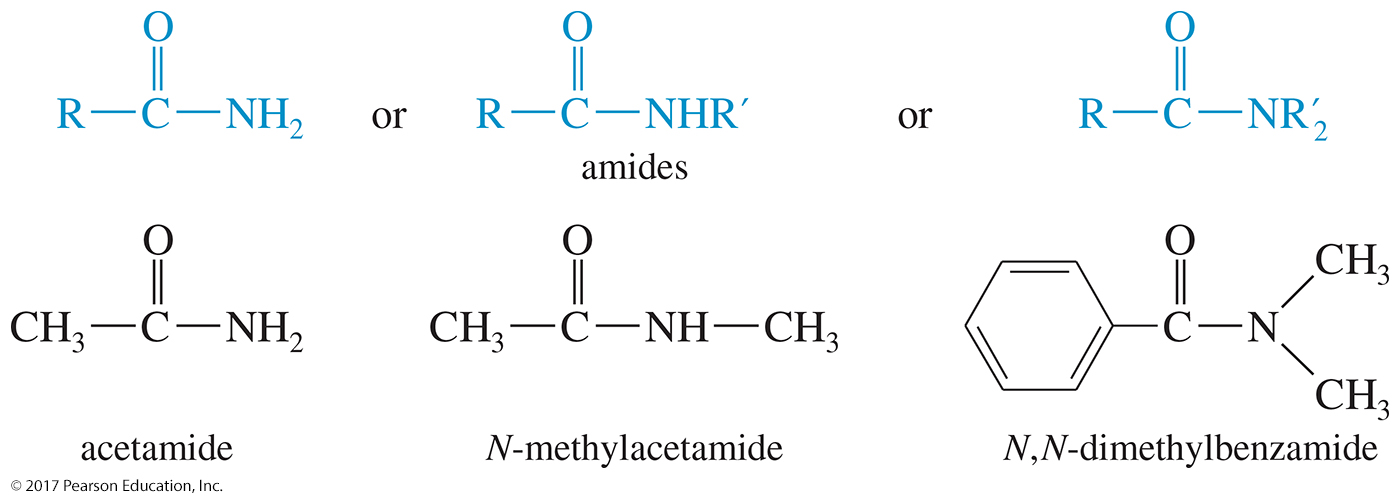 O O O
R—C—NH₂ or R—C—NHR′ or R—C—NR′₂
amides
O O O CH₃
CH₃—C—NH₂ CH₃—C—NH—CH₃ C—N
CH₃
acetamide N-methylacetamide N,N-dimethylbenzamide
© 2017 Pearson Education, Inc.